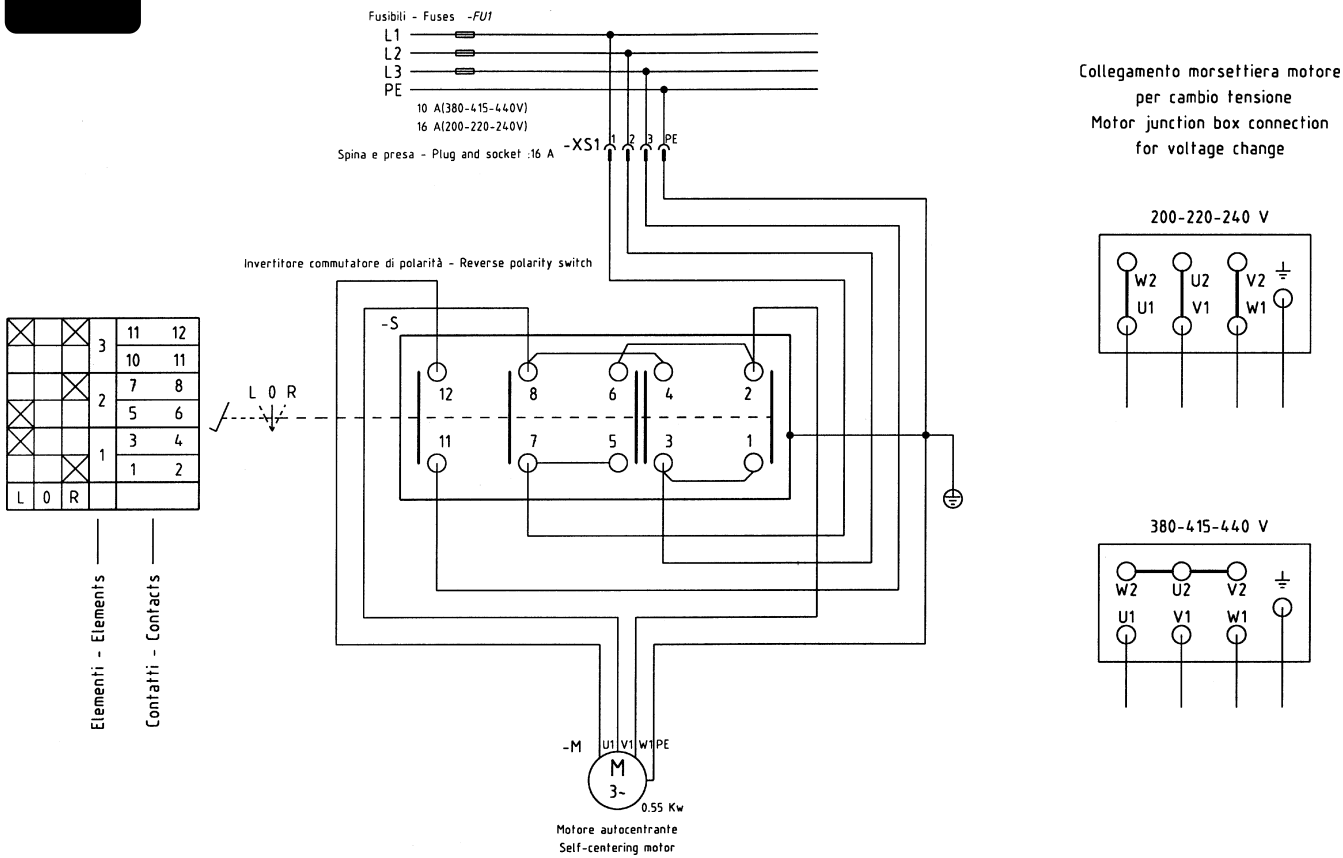 Fusibili - Fuses -FU1
L1
L2
L3
PE
10 A(380-415-440V)
16 A(200-220-240V)
Spina e presa - Plug and socket :16 A
-XS1 1 2 3 PE
Collegamento morsettiera motore
per cambio tensione
Motor junction box connection
for voltage change
200-220-240 V
W2 U2 V2
U1 V1 W1
Invertitore commutatore di polarità - Reverse polarity switch
-S
12 8 6 4 2
11 7 5 3 1
L 0 R
3 11 12
10 11
2 7 8
5 6
1 3 4
1 2
L 0 R
Elementi - Elements
Contatti - Contacts
380-415-440 V
W2 U2 V2
U1 V1 W1
-M U1 V1 W1 PE
M
3~
0.55 Kw
Motore autocentrante
Self-centering motor